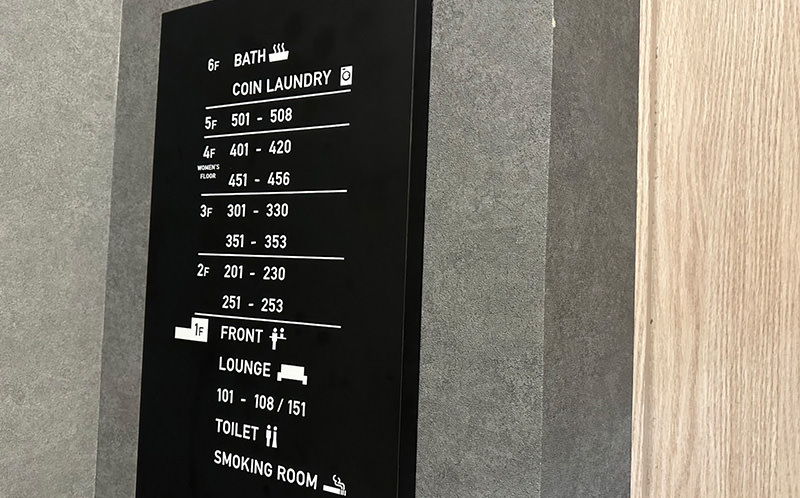 6F BATH
COIN LAUNDRY
5F 501 - 508
4F 401 - 420
WOMEN'S
FLOOR
451 - 456
3F 301 - 330
351 - 353
2F 201 - 230
251 - 253
1F FRONT
LOUNGE
101 - 108 / 151
TOILET
SMOKING ROOM